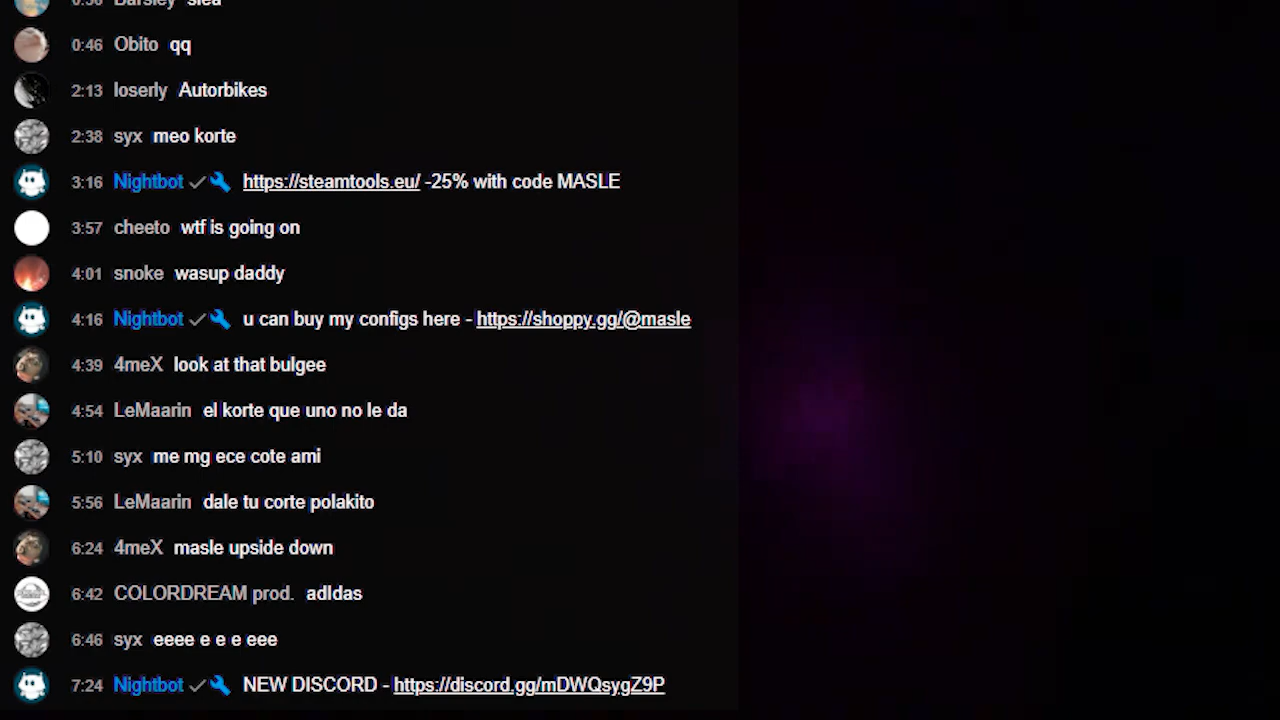 0:46 Obito qq
2:13 loserly Autorbikes
2:38 syx meo korte
3:16 Nightbot https://steamtools.eu/ -25% with code MASLE
3:57 cheeto wtf is going on
4:01 snoke wasup daddy
4:16 Nightbot u can buy my configs here - https://shoppy.gg/@masle
4:39 4meX look at that bulgee
4:54 LeMaarin el korte que uno no le da
5:10 syx me mg ece cote ami
5:56 LeMaarin dale tu corte polakito
6:24 4meX masle upside down
6:42 COLORDREAM prod. adIdas
6:46 syx eeee e e e eee
7:24 Nightbot NEW DISCORD - https://discord.gg/mDWQsygZ9P